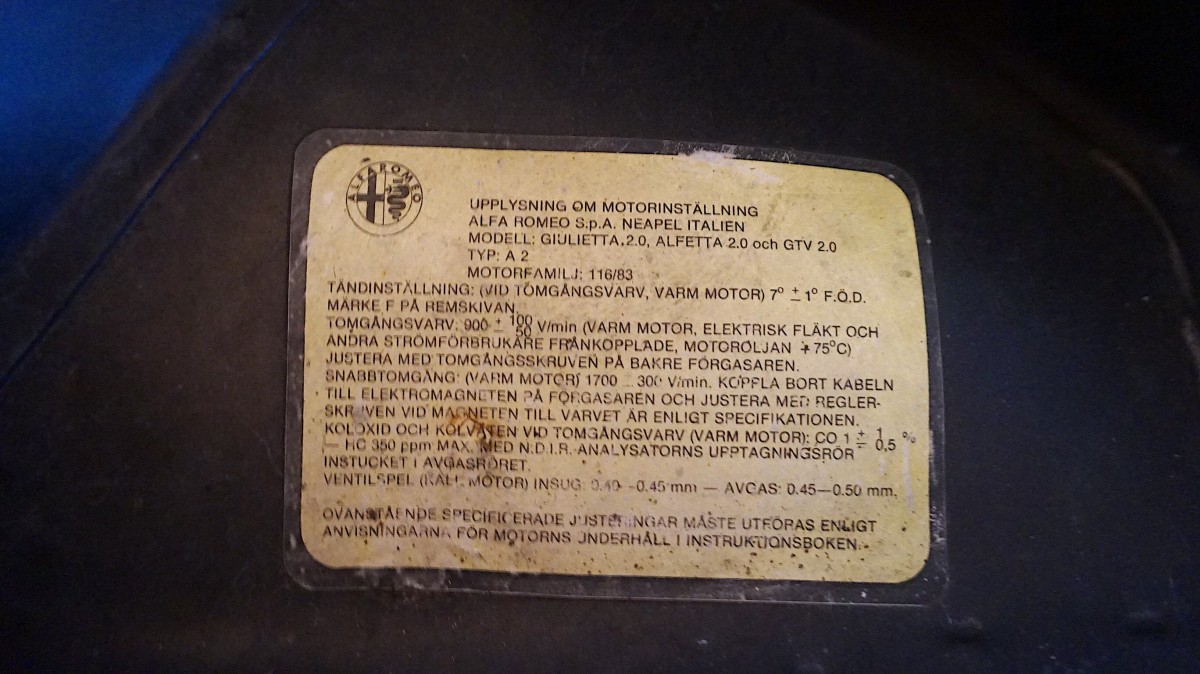 ALFA ROMEO
UPPLYSNING OM MOTORINSTÄLLNING
ALFA ROMEO S.p.A. NEAPEL ITALIEN
MODELL: GIULIETTA 2.0, ALFETTA 2.0 och GTV 2.0
TYP: A 2
MOTORFAMILJ: 116/83
TÄNDINSTÄLLNING: (VID TOMGÅNGSVARV, VARM MOTOR) 7° ± 1° F.Ö.D.
MÄRKE F PÅ REMSKIVAN.
TOMGÅNGSVARV: 900 + 100 - 50 V/min (VARM MOTOR, ELEKTRISK FLÄKT OCH
ANDRA STRÖMFÖRBRUKARE FRÅNKOPPLADE, MOTOROLJAN +75°C)
JUSTERA MED TOMGÅNGSSKRUVEN PÅ BAKRE FÖRGASAREN.
SNABBTOMGÅNG: (VARM MOTOR) 1700 300 V/min. KOPPLA BORT KABELN
TILL ELEKTROMAGNETEN PÅ FÖRGASAREN OCH JUSTERA MED REGLER-
SKRUVEN VID MAGNETEN TILL VARVET ÄR ENLIGT SPECIFIKATIONEN.
KOLOXID OCH KOLVÄTEN VID TOMGÅNGSVARV (VARM MOTOR): CO 1 + 1 - 0,5 %
— HC 350 ppm MAX. MED N.D.I.R.-ANALYSATORNS UPPTAGNINGSRÖR
INSTUCKET I AVGASRÖRET.
VENTILSPEL (KALL MOTOR) INSUG: 0.40—0.45 mm — AVGAS: 0.45—0.50 mm.
OVANSTÅENDE SPECIFICERADE JUSTERINGAR MÅSTE UTFÖRAS ENLIGT
ANVISNINGARNA FÖR MOTORNS UNDERHÅLL I INSTRUKTIONSBOKEN.